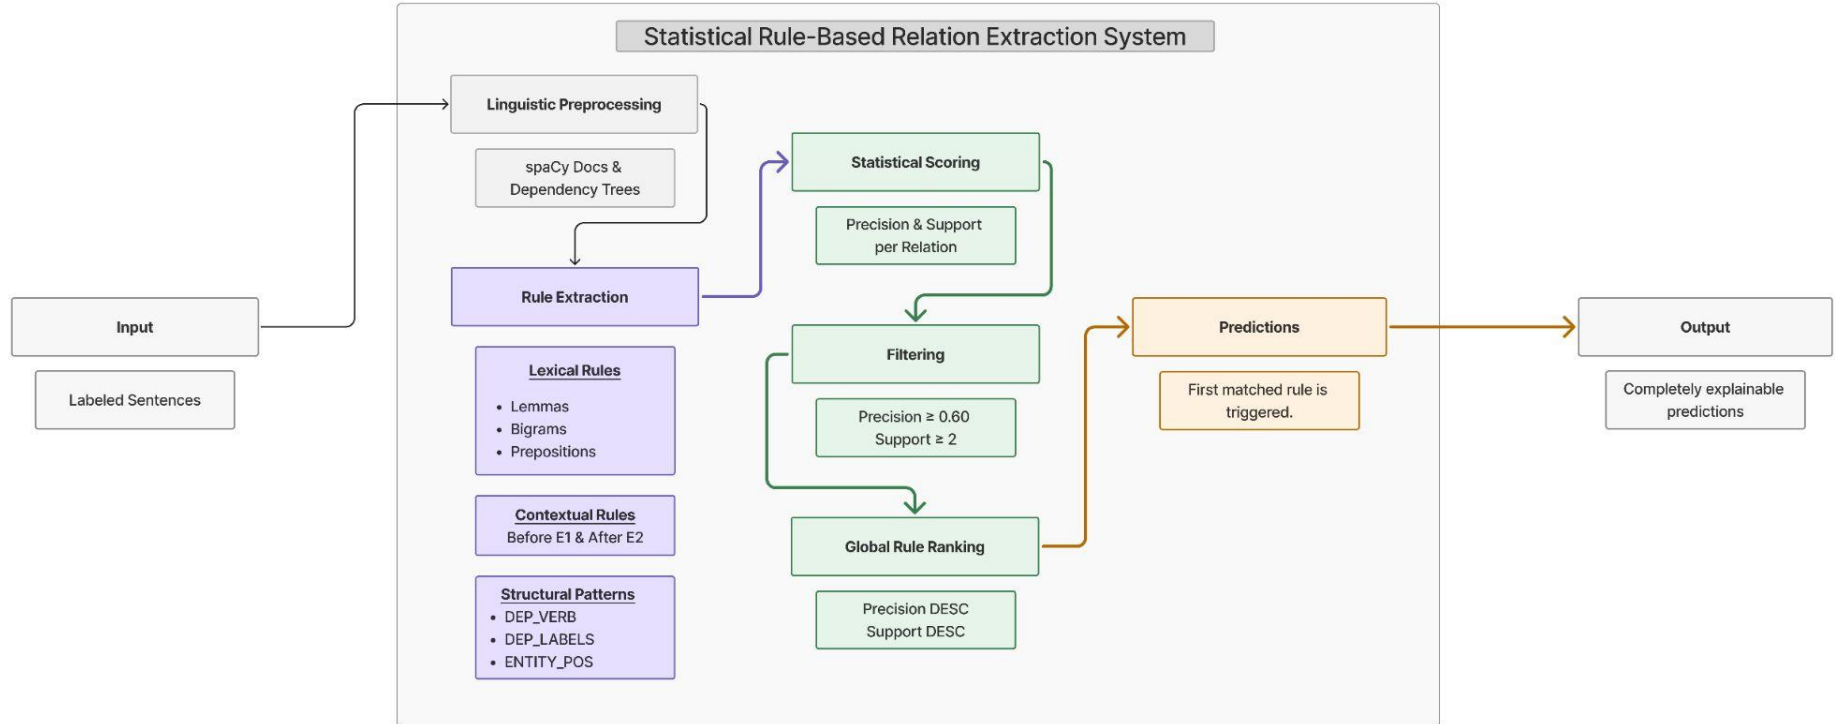 Statistical Rule-Based Relation Extraction System
Input
Labeled Sentences
Linguistic Preprocessing
spaCy Docs &
Dependency Trees
Rule Extraction
Lexical Rules
• Lemmas
• Bigrams
• Prepositions
Contextual Rules
Before E1 & After E2
Structural Patterns
• DEP_VERB
• DEP_LABELS
• ENTITY_POS
Statistical Scoring
Precision & Support
per Relation
Filtering
Precision ≥ 0.60
Support ≥ 2
Global Rule Ranking
Precision DESC
Support DESC
Predictions
First matched rule is
triggered.
Output
Completely explainable
predictions